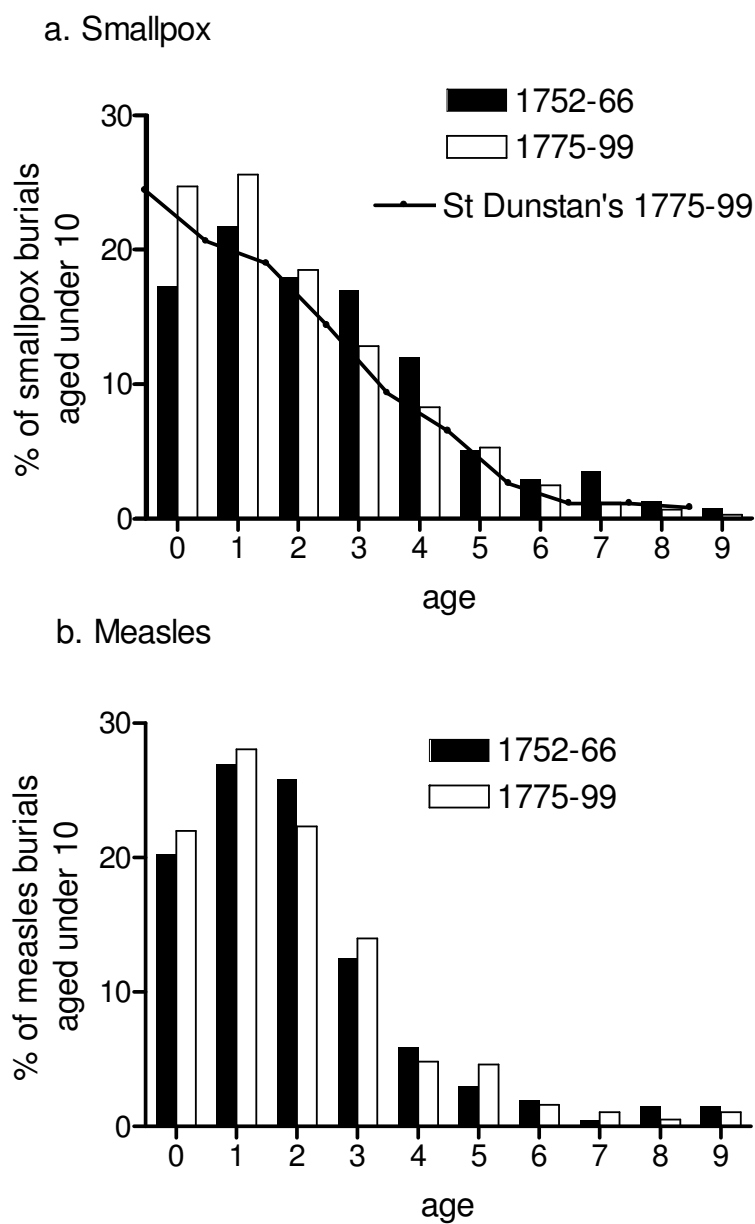 a. Smallpox
1752-66
1775-99
St Dunstan's 1775-99
% of smallpox burials
aged under 10
30
20
10
0
0 1 2 3 4 5 6 7 8 9
age
b. Measles
1752-66
1775-99
% of measles burials
aged under 10
30
20
10
0
0 1 2 3 4 5 6 7 8 9
age